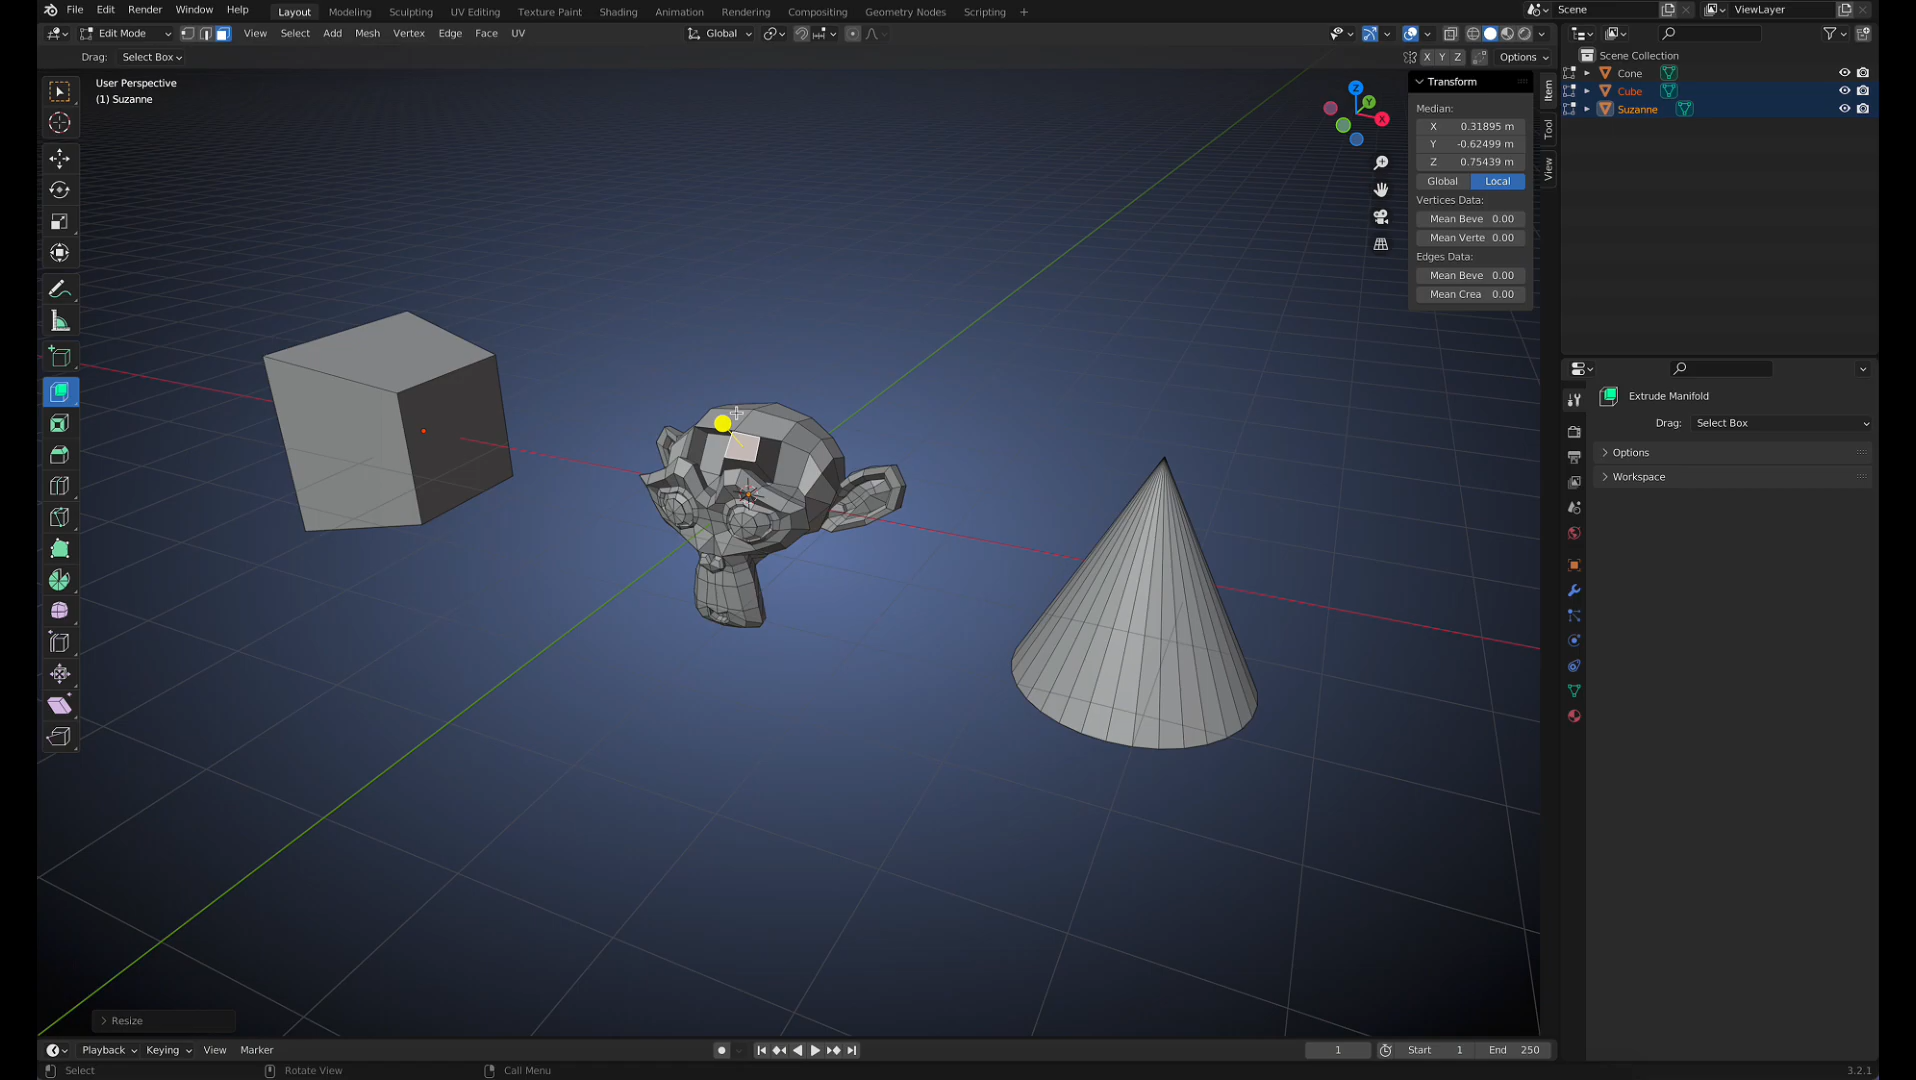 File Edit Render Window Help Layout Modeling Sculpting UV Editing Texture Paint Shading Animation Rendering Compositing Geometry Nodes Scripting + Scene ViewLayer
Edit Mode View Select Add Mesh Vertex Edge Face UV Global
Drag: Select Box X Y Z Options
User Perspective
(1) Suzanne
Z
Y
X
Transform
Median:
X 0.31895 m
Y -0.62499 m
Z 0.75439 m
Global Local
Vertices Data:
Mean Beve 0.00
Mean Verte 0.00
Edges Data:
Mean Beve 0.00
Mean Crea 0.00
Item
Tool
View
Scene Collection
Cone
Cube
Suzanne
Extrude Manifold
Drag: Select Box
Options
Workspace
Resize
Playback Keying View Marker 1 Start 1 End 250
Select Rotate View Call Menu 3.2.1